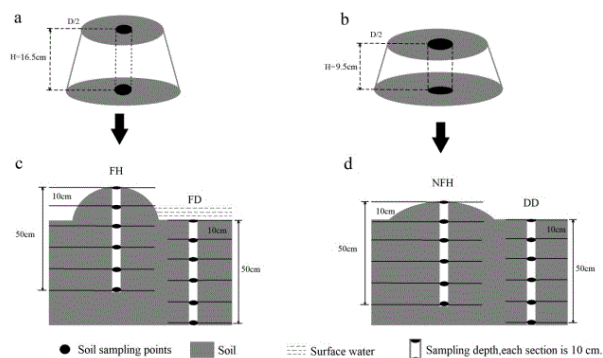 a
D/2
H=16.5cm
b
D/2
H=9.5cm
c
FH
10cm
50cm
FD
10cm
50cm
d
NFH
10cm
50cm
DD
10cm
50cm
Soil sampling points
Soil
Surface water
Sampling depth,each section is 10 cm.